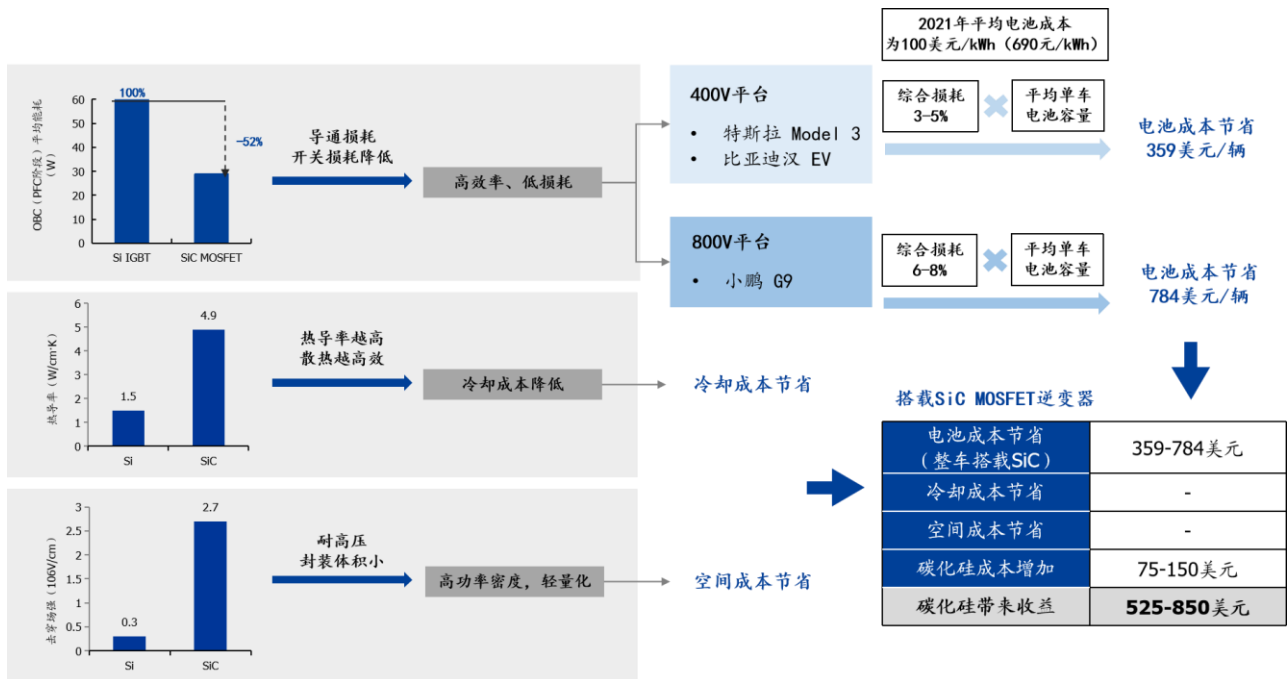 2021年平均电池成本
为100美元/kWh（690元/kWh）
OBC（PFC阶段）平均能耗
（W）
60
50
40
30
20
10
0
100%
-52%
Si IGBT
SiC MOSFET
导通损耗
开关损耗降低
高效率、低损耗
400V平台
• 特斯拉 Model 3
• 比亚迪汉 EV
综合损耗
3-5%
平均单车
电池容量
电池成本节省
359美元/辆
800V平台
• 小鹏 G9
综合损耗
6-8%
平均单车
电池容量
电池成本节省
784美元/辆
热导率（W/cm·K）
6
5
4
3
2
1
0
1.5
4.9
Si
SiC
热导率越高
散热越高效
冷却成本降低
冷却成本节省
击穿场强（106V/cm）
3
2.5
2
1.5
1
0.5
0
0.3
2.7
Si
SiC
耐高压
封装体积小
高功率密度，轻量化
空间成本节省
搭载SiC MOSFET逆变器
电池成本节省
（整车搭载SiC）
359-784美元
冷却成本节省
-
空间成本节省
-
碳化硅成本增加
75-150美元
碳化硅带来收益
525-850美元